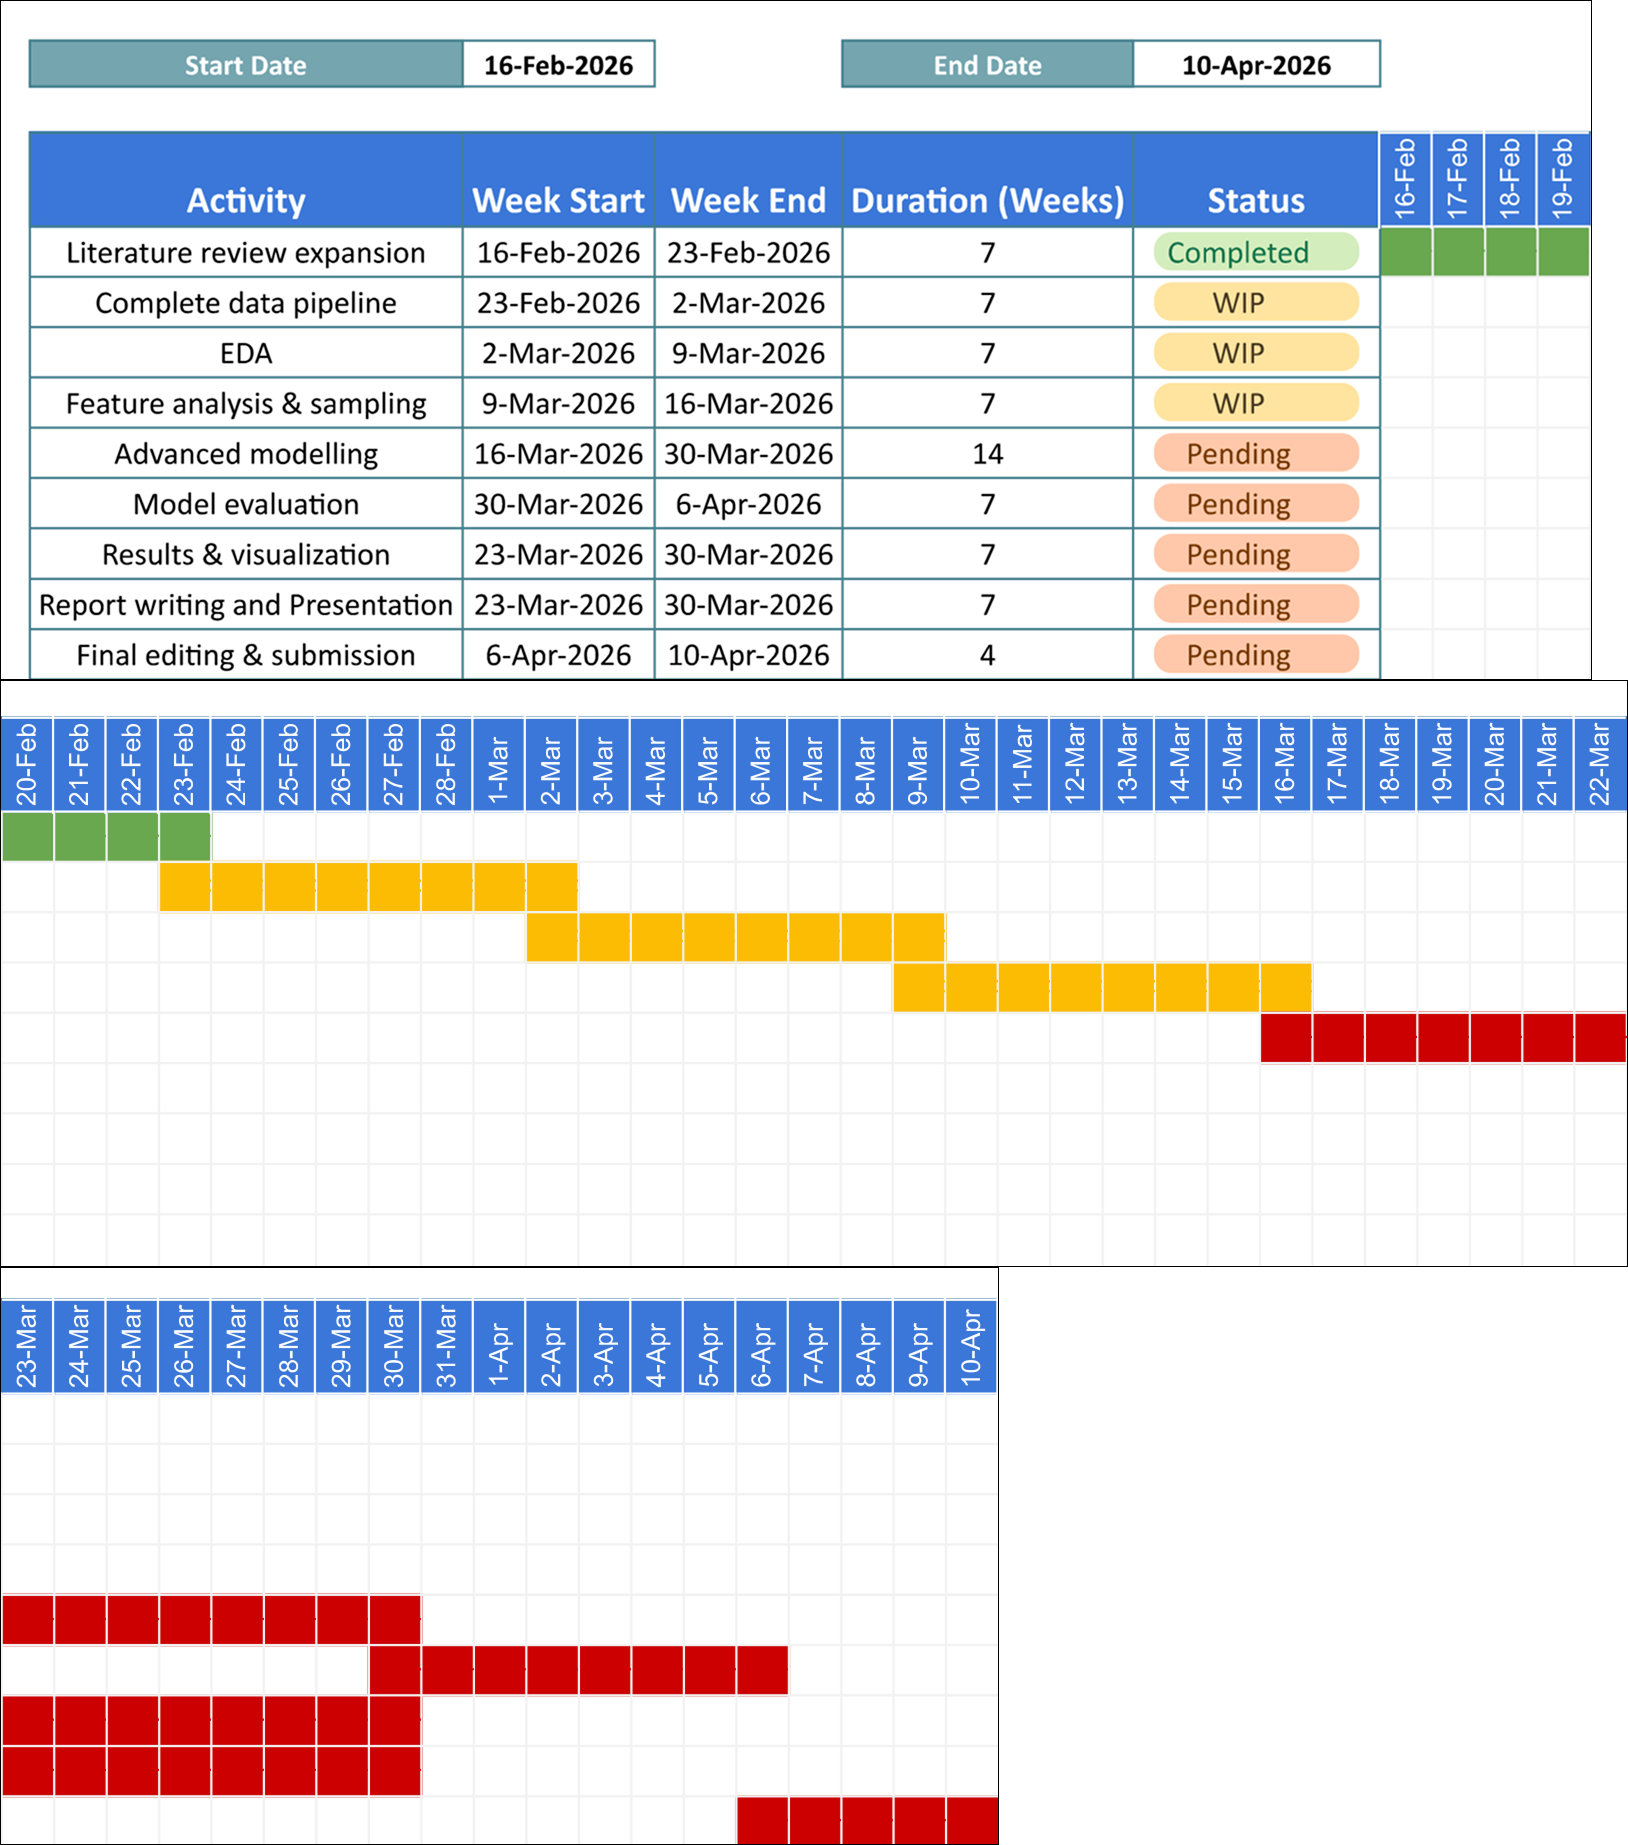 Start Date 16-Feb-2026 End Date 10-Apr-2026
Activity Week Start Week End Duration (Weeks) Status 16-Feb 17-Feb 18-Feb 19-Feb
Literature review expansion 16-Feb-2026 23-Feb-2026 7 Completed
Complete data pipeline 23-Feb-2026 2-Mar-2026 7 WIP
EDA 2-Mar-2026 9-Mar-2026 7 WIP
Feature analysis & sampling 9-Mar-2026 16-Mar-2026 7 WIP
Advanced modelling 16-Mar-2026 30-Mar-2026 14 Pending
Model evaluation 30-Mar-2026 6-Apr-2026 7 Pending
Results & visualization 23-Mar-2026 30-Mar-2026 7 Pending
Report writing and Presentation 23-Mar-2026 30-Mar-2026 7 Pending
Final editing & submission 6-Apr-2026 10-Apr-2026 4 Pending
20-Feb 21-Feb 22-Feb 23-Feb 24-Feb 25-Feb 26-Feb 27-Feb 28-Feb 1-Mar 2-Mar 3-Mar 4-Mar 5-Mar 6-Mar 7-Mar 8-Mar 9-Mar 10-Mar 11-Mar 12-Mar 13-Mar 14-Mar 15-Mar 16-Mar 17-Mar 18-Mar 19-Mar 20-Mar 21-Mar 22-Mar
23-Mar 24-Mar 25-Mar 26-Mar 27-Mar 28-Mar 29-Mar 30-Mar 31-Mar 1-Apr 2-Apr 3-Apr 4-Apr 5-Apr 6-Apr 7-Apr 8-Apr 9-Apr 10-Apr